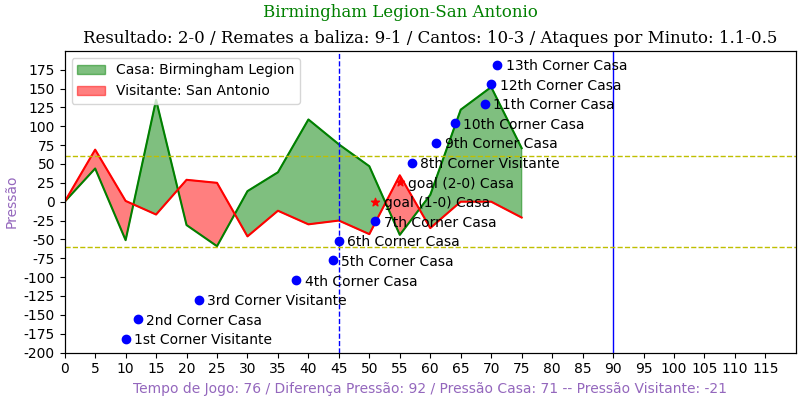 Birmingham Legion-San Antonio
Resultado: 2-0 / Remates a baliza: 9-1 / Cantos: 10-3 / Ataques por Minuto: 1.1-0.5
Casa: Birmingham Legion
Visitante: San Antonio
Pressão
175
150
125
100
75
50
25
0
-25
-50
-75
-100
-125
-150
-175
-200
13th Corner Casa
12th Corner Casa
11th Corner Casa
10th Corner Casa
9th Corner Casa
8th Corner Visitante
goal (2-0) Casa
goal (1-0) Casa
7th Corner Casa
6th Corner Casa
5th Corner Casa
4th Corner Casa
3rd Corner Visitante
2nd Corner Casa
1st Corner Visitante
0 5 10 15 20 25 30 35 40 45 50 55 60 65 70 75 80 85 90 95 100 105 110 115
Tempo de Jogo: 76 / Diferença Pressão: 92 / Pressão Casa: 71 -- Pressão Visitante: -21